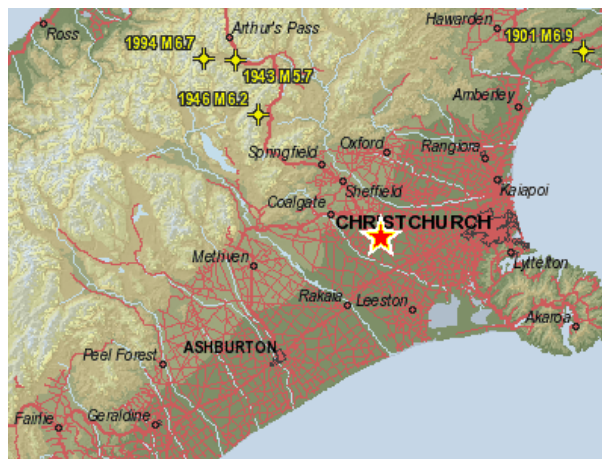 Hawarden
Ross
Arthur's Pass
1994 M6.7
1901 M6.9
1943 M5.7
1946 M6.2
Amberley
Oxford
Rangiora
Springfield
Sheffield
Kaiapoi
Coalgate
CHRISTCHURCH
Methven
Lyttelton
Rakaia
Leeston
Akaroa
Peel Forest
ASHBURTON
Fairlie
Geraldine